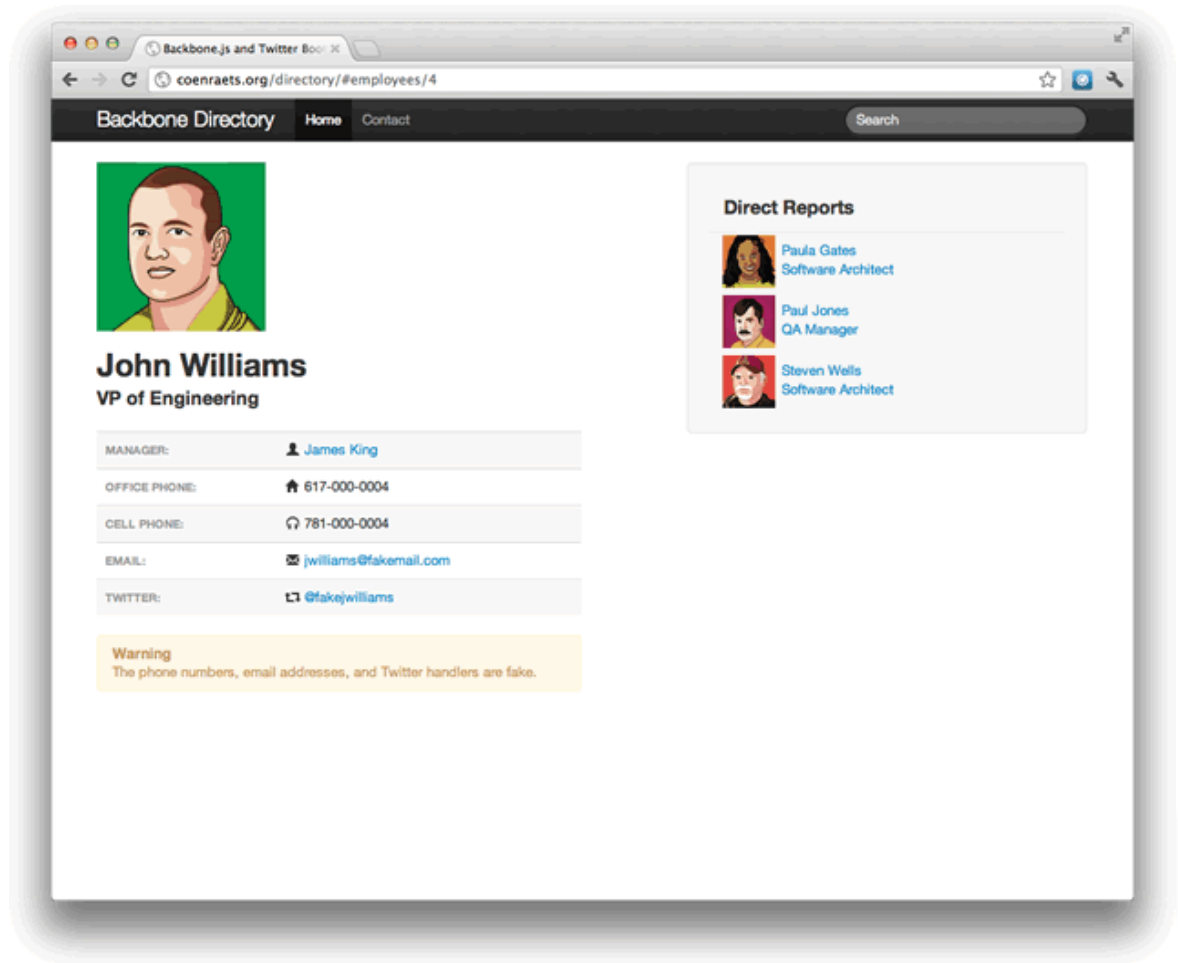 Backbone.js and Twitter Boo
coenraets.org/directory/#employees/4
Backbone Directory Home Contact Search
John Williams
VP of Engineering
MANAGER: James King
OFFICE PHONE: 617-000-0004
CELL PHONE: 781-000-0004
EMAIL: jwilliams@fakemail.com
TWITTER: @fakejwilliams
Warning
The phone numbers, email addresses, and Twitter handlers are fake.
Direct Reports
Paula Gates
Software Architect
Paul Jones
QA Manager
Steven Wells
Software Architect